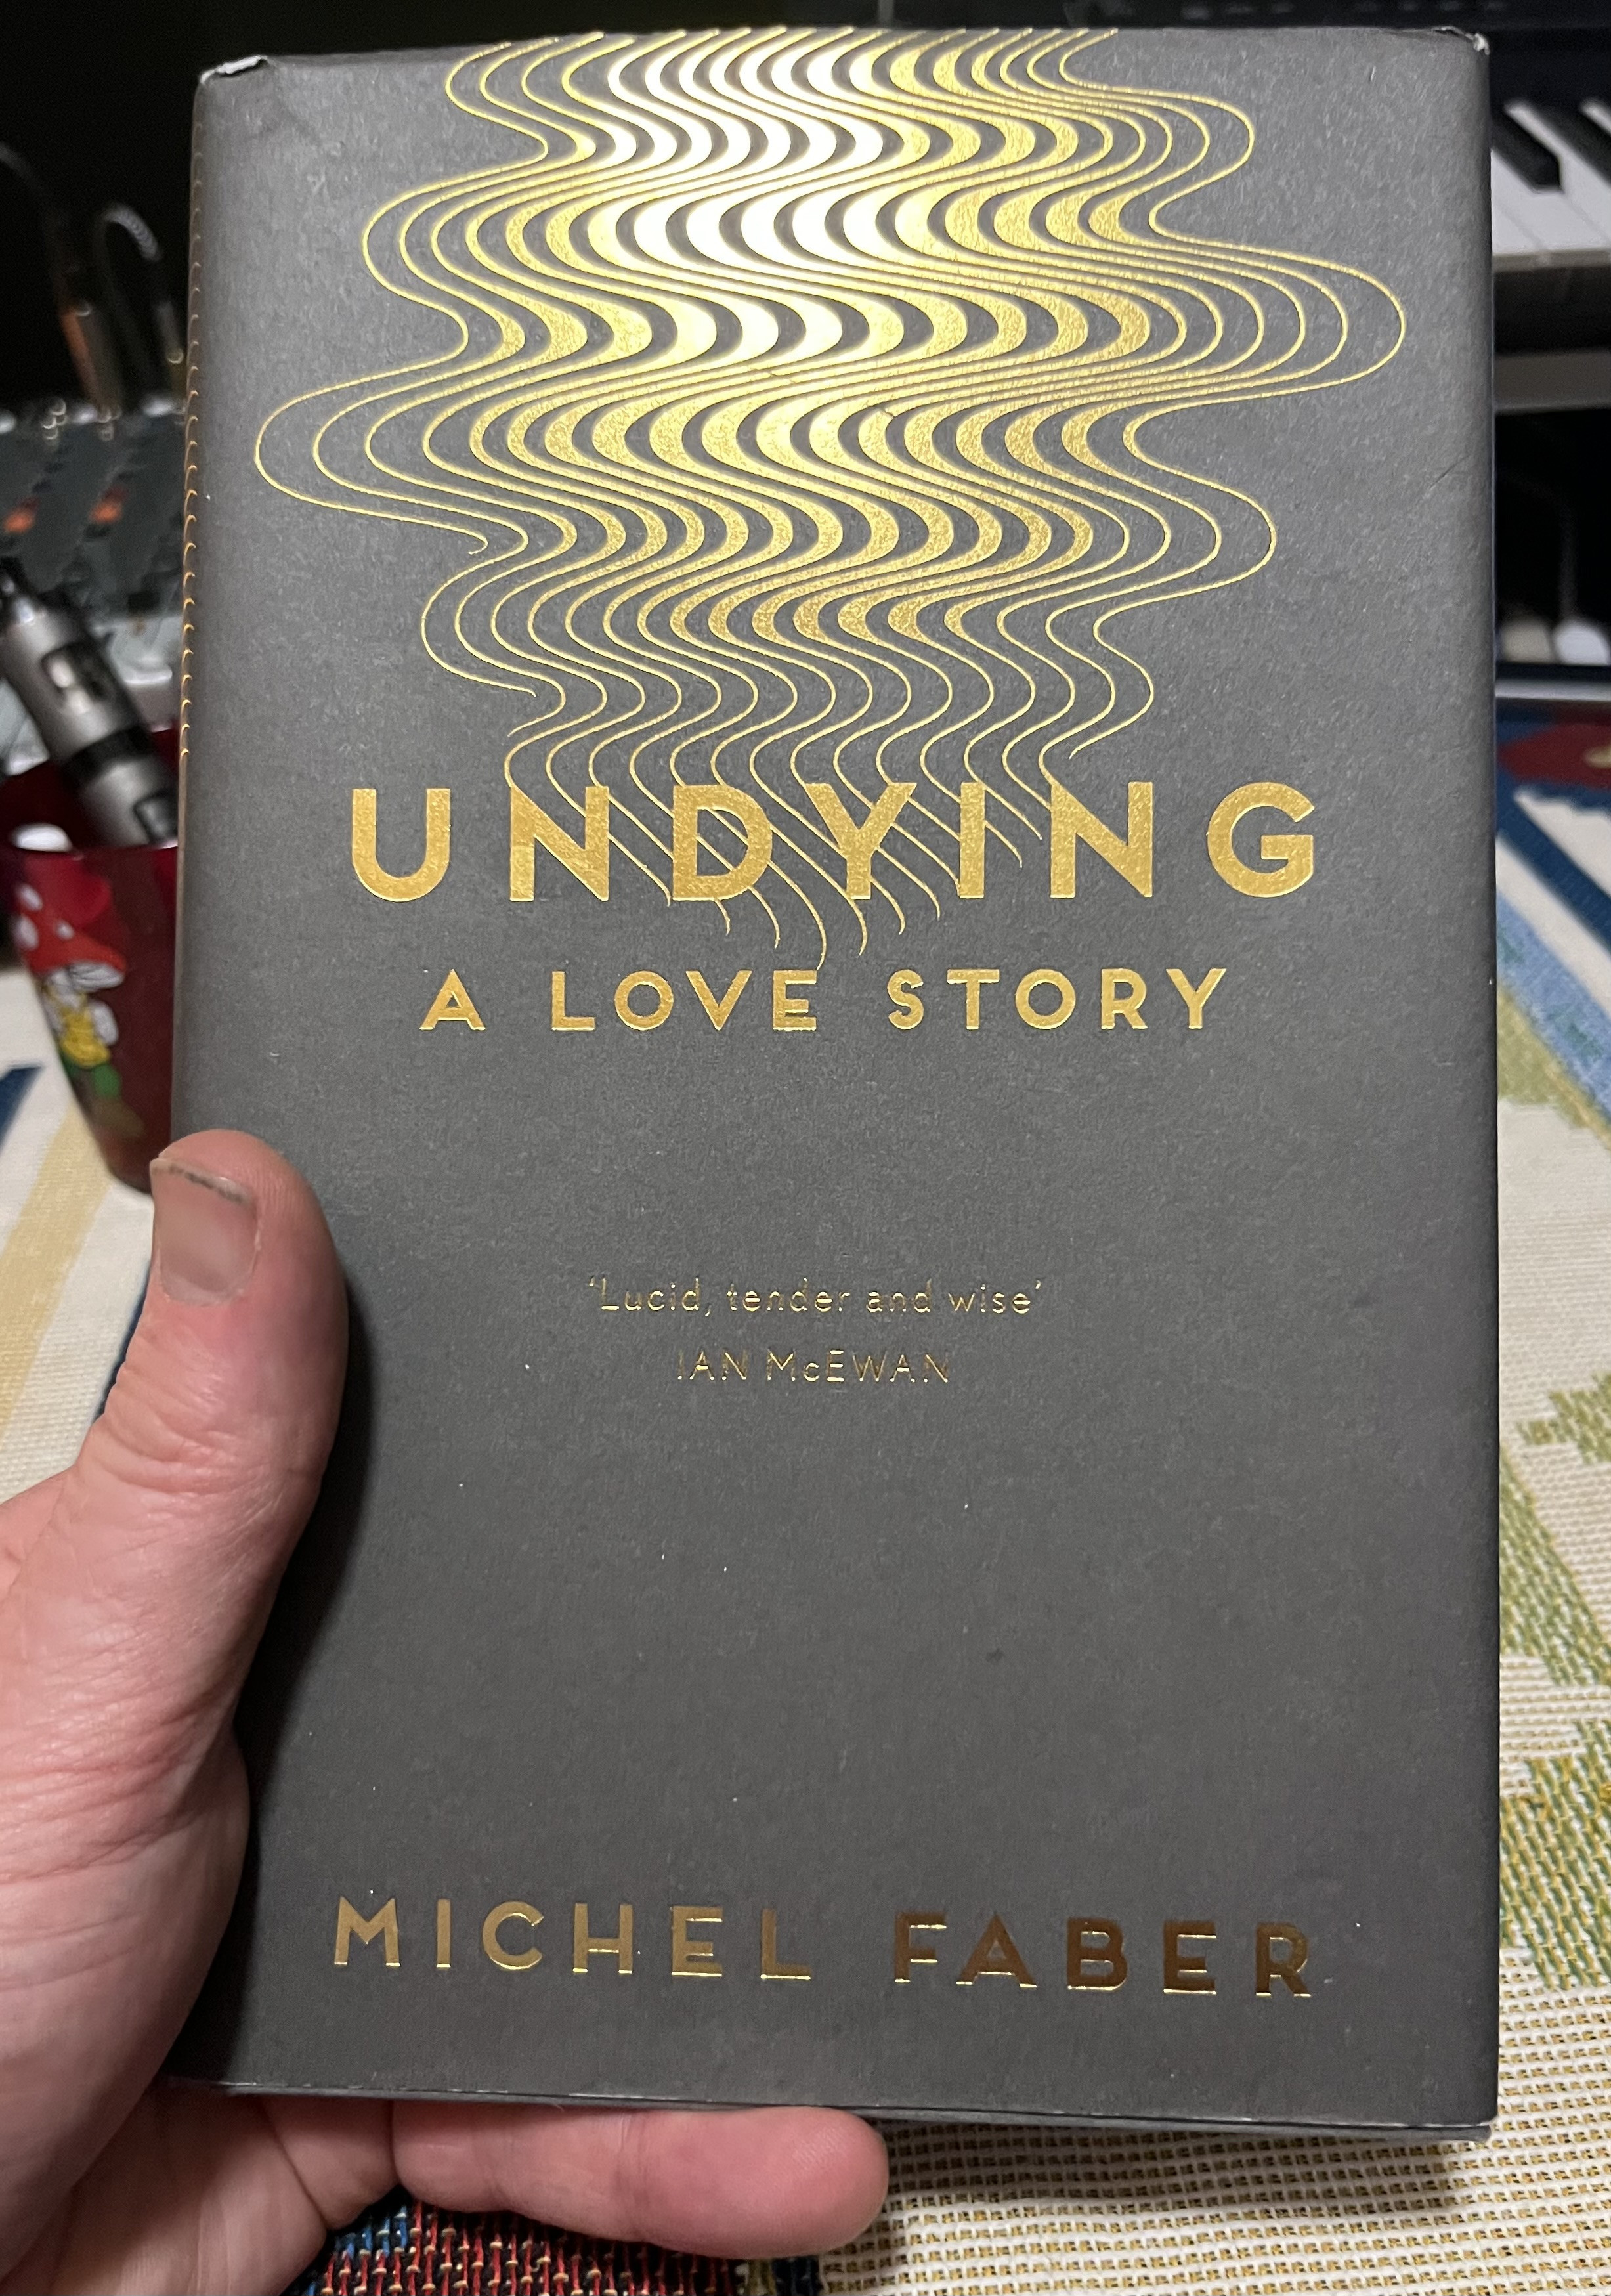 UNDYING
A LOVE STORY
‘Lucid, tender and wise’
IAN McEWAN
MICHEL FABER